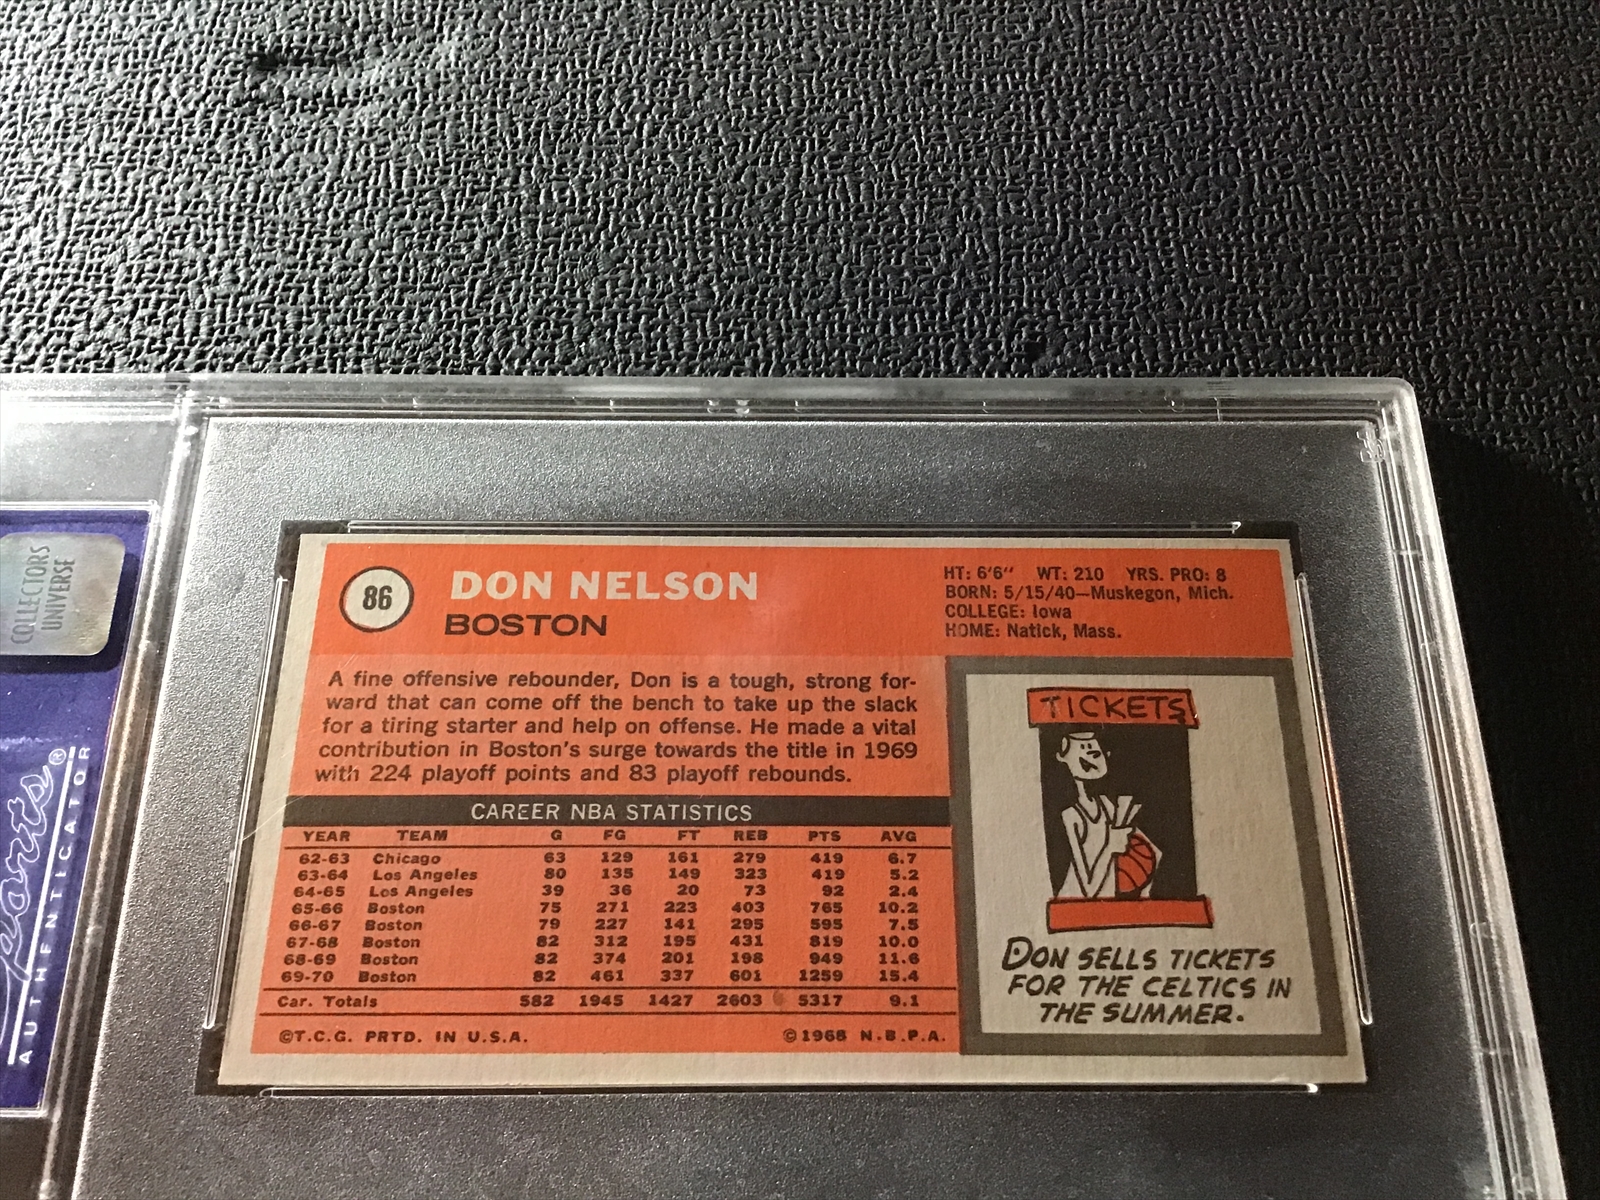 COLLECTORS
UNIVERSE
ports®
AUTHENTICATOR
86
DON NELSON
BOSTON
HT: 6'6" WT: 210 YRS. PRO: 8
BORN: 5/15/40—Muskegon, Mich.
COLLEGE: Iowa
HOME: Natick, Mass.
A fine offensive rebounder, Don is a tough, strong for-
ward that can come off the bench to take up the slack
for a tiring starter and help on offense. He made a vital
contribution in Boston's surge towards the title in 1969
with 224 playoff points and 83 playoff rebounds.
CAREER NBA STATISTICS
YEAR TEAM G FG FT REB PTS AVG
62-63 Chicago 63 129 161 279 419 6.7
63-64 Los Angeles 80 135 149 323 419 5.2
64-65 Los Angeles 39 36 20 73 92 2.4
65-66 Boston 75 271 223 403 765 10.2
66-67 Boston 79 227 141 295 595 7.5
67-68 Boston 82 312 195 431 819 10.0
68-69 Boston 82 374 201 198 949 11.6
69-70 Boston 82 461 337 601 1259 15.4
Car. Totals 582 1945 1427 2603 5317 9.1
©T.C.G. PRTD. IN U.S.A. ©1968 N.B.P.A.
TICKETS
DON SELLS TICKETS
FOR THE CELTICS IN
THE SUMMER.